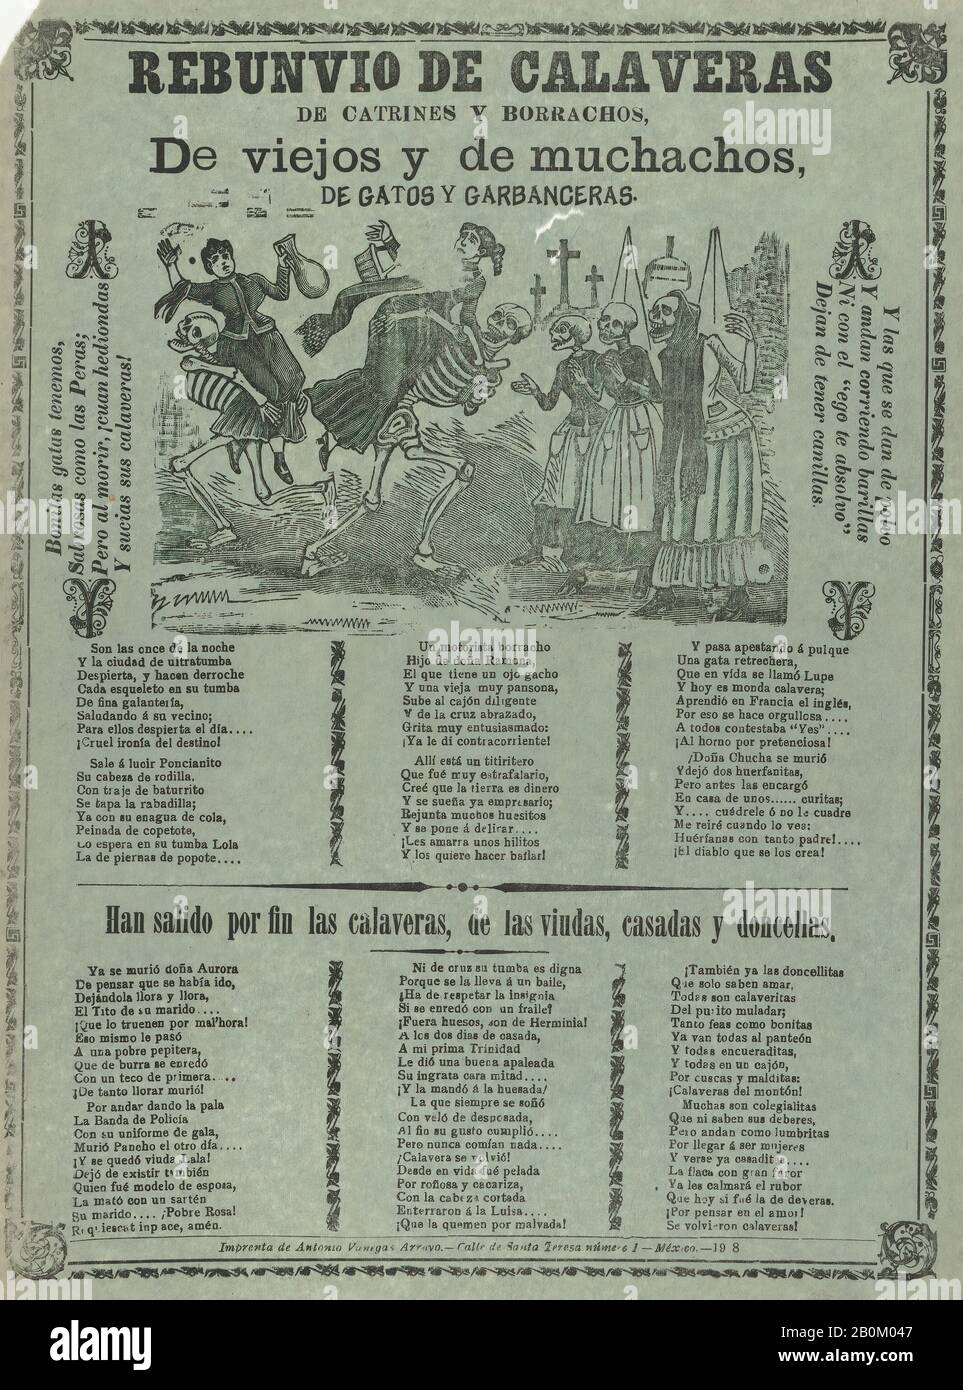 REBUNVIO DE CALAVERAS
DE CATRINES Y BORRACHOS,
De viejos y de muchachos,
DE GATOS Y GARBANCERAS.
Bonitas gatas tenemos,
Sabrosas como las Peras;
Pero al morir, ¡cuan hediondas
Y sucias sus calaveras!
Y las que se dan de polvo
Y andan corriendo barrillas
Ni con el "ego te absolvo"
Dejan de tener canillas.
Son las once de la noche
Y la ciudad de ultratumba
Despierta, y hacen derroche
Cada esqueleto en su tumba
De fina galantería,
Saludando á su vecino;
Para ellos despierta el día....
¡Cruel ironía del destino!
Sale á lucir Poncianito
Su cabeza de rodilla.
Con traje de baturrito
Se tapa la rabadilla;
Ya con su enagua de cola,
Peinada de copetote,
Lo espera en su tumba Lola
La de piernas de popote....
Un motorista borracho
Hijo de doña Ramona,
El que tiene un ojo gacho
Y una vieja muy pansona,
Sube al cajón diligente
Y de la cruz abrazado,
Grita muy entusiasmado:
¡Ya le dí contracorriente!
Allí está un titiritero
Que fué muy estrafalario,
Creé que la tierra es dinero
Y se sueña ya empresario;
Rejunta muchos huesitos
Y se pone á delirar....
¡Les amarra unos hilitos
Y los quiere hacer bailar!
Y pasa apestando á pulque
Una gata retrechera,
Que en vida se llamó Lupe
Y hoy es monda calavera;
Aprendió en Francia el inglés,
Por eso se hace orgullosa....
A todos contestaba "Yes"....
¡Al horno por pretenciosa!
¡Doña Chucha se murió
Y dejó dos huerfanitas,
Pero antes las encargó
En casa de unos...... curitas;
Y.... cuádrele ó no le cuadre
Me reiré cuando lo ves:
Huérfanas con tanto padre!....
¡El diablo que se los crea!
Han salido por fin las calaveras, de las viudas, casadas y doncellas.
Ya se murió doña Aurora
De pensar que se había ido,
Dejándola llora y llora,
El Tito de su marido....
¡Que lo truenen por mal'hora!
Eso mismo le pasó
A una pobre pepitera,
Que de burra se enredó
Con un teco de primera....
¡De tanto llorar murió!
Por andar dando la pala
La Banda de Policía
Con su uniforme de gala,
Murió Pancho el otro día....
¡Y se quedó viuda Lala!
Dejó de existir también
Quien fué modelo de esposa,
La mató con un sartén
Su marido.... ¡Pobre Rosa!
Requiescat in pace, amén.
Ni de cruz su tumba es digna
Porque se la lleva á un baile,
¿Ha de respetar la insignia
Si se enredó con un fraile?
¡Fuera huesos, son de Herminia!
A los dos dias de casada,
A mi prima Trinidad
Le dió una buena apaleada
Su ingrata cara mitad....
¡Y la mandó á la huesada!
La que siempre se soñó
Con velo de desposada,
Al fin su gusto cumplió....
Pero nunca comían nada....
¡Calavera se volvió!
Desde en vida fué pelada
Por roñosa y cacariza,
Con la cabeza cortada
Enterraron á la Luisa....
¡Que la quemen por malvada!
¡También ya las doncellitas
Que solo saben amar,
Todas son calaveritas
Del purito muladar;
Tanto feas como bonitas
Ya van todas al panteón
Y todas encueraditas,
Y todas en un cajón,
Por cuscas y malditas:
¡Calaveras del montón!
Muchas son colegialitas
Que ni saben sus deberes,
Pero andan como lumbritas
Por llegar á ser mujeres
Y verse ya casaditas....
La flaca con gran furor
Ya les calmará el rubor
Que hoy si fué la de deveras.
¡Por pensar en el amor!
Se volvieron calaveras!
Imprenta de Antonio Vanegas Arroyo.—Calle de Santa Teresa número 1—México.—19 8
alamy
Image ID: 2B0M047
www.alamy.com